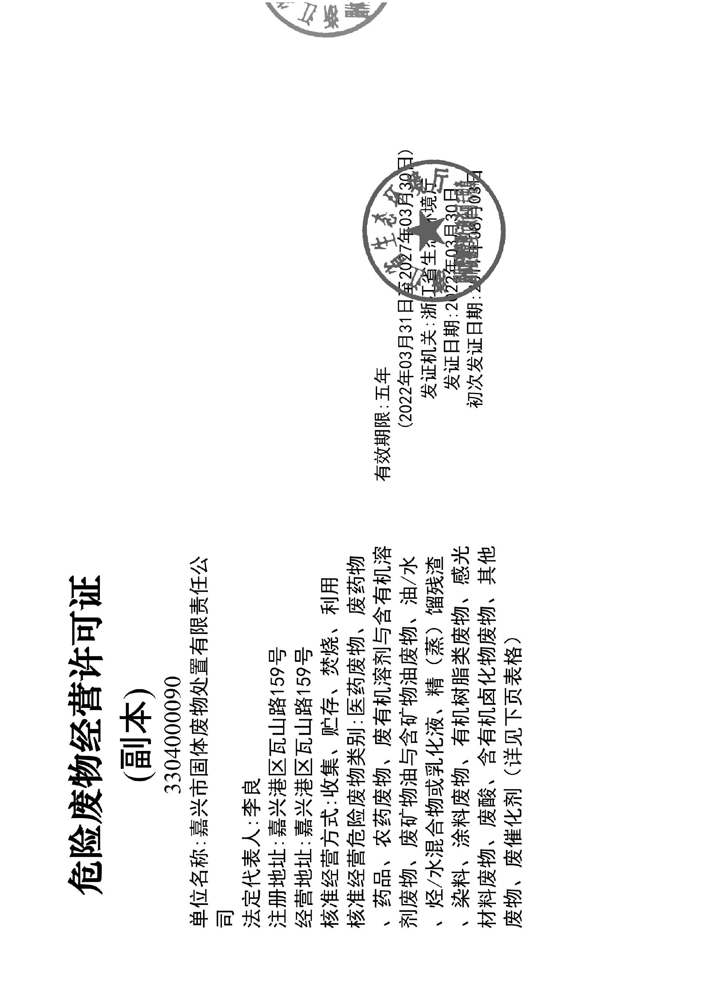 危险废物经营许可证
(副本)
3304000090
单位名称:嘉兴市固体废物处置有限责任公
司
法定代表人:李良
注册地址:嘉兴港区瓦山路159号
经营地址:嘉兴港区瓦山路159号
核准经营方式:收集、贮存、焚烧、利用
核准经营危险废物类别:医药废物、废药物
、药品、农药废物、废有机溶剂与含有机溶
剂废物、废矿物油与含矿物油废物、油/水
、烃/水混合物或乳化液、精（蒸）馏残渣
、染料、涂料废物、有机树脂类废物、感光
材料废物、废酸、含有机卤化物废物、其他
废物、废催化剂（详见下页表格）
有效期限:五年
(2022年03月31日至2027年03月30日)
发证机关:浙江省生态环境厅
发证日期:2022年03月30日
初次发证日期:2 年08月03日
浙江省生态环境厅
浙江